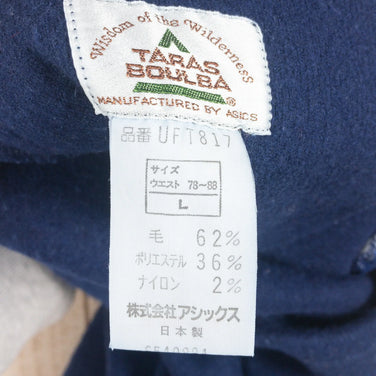 Wisdom of the Wilderness
TARAS
BOULBA®
MANUFACTURED BY ASICS
品番 UFT817
サイズ
ウエスト 78～88
L
毛 62%
ポリエステル 36%
ナイロン 2%
株式会社アシックス
日本製